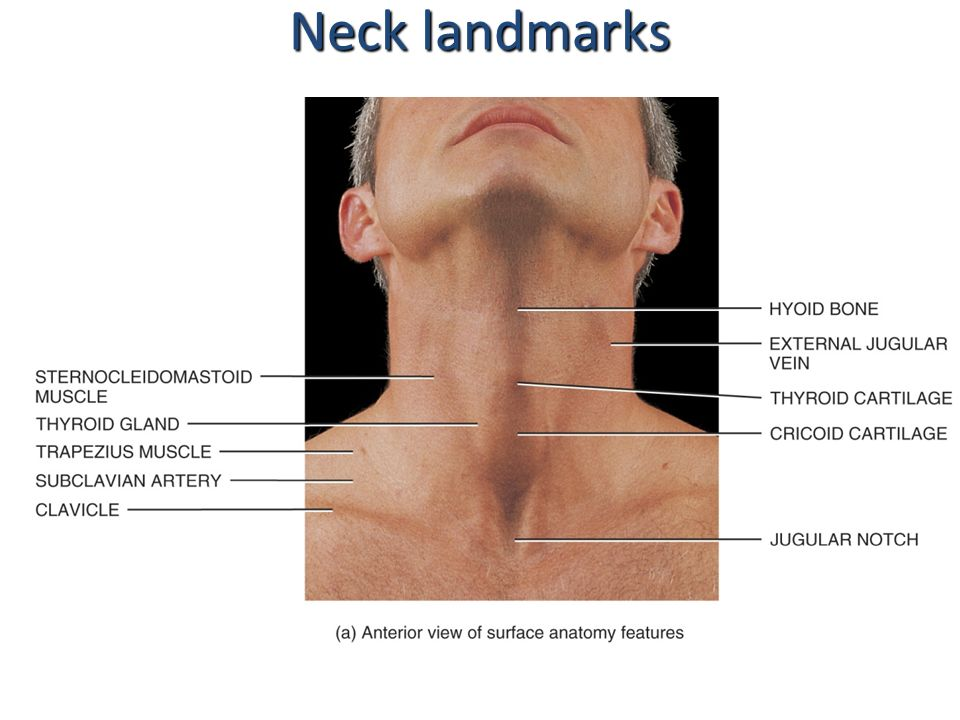 Neck landmarks
STERNOCLEIDOMASTOID
MUSCLE
THYROID GLAND
TRAPEZIUS MUSCLE
SUBCLAVIAN ARTERY
CLAVICLE
HYOID BONE
EXTERNAL JUGULAR
VEIN
THYROID CARTILAGE
CRICOID CARTILAGE
JUGULAR NOTCH
(a) Anterior view of surface anatomy features